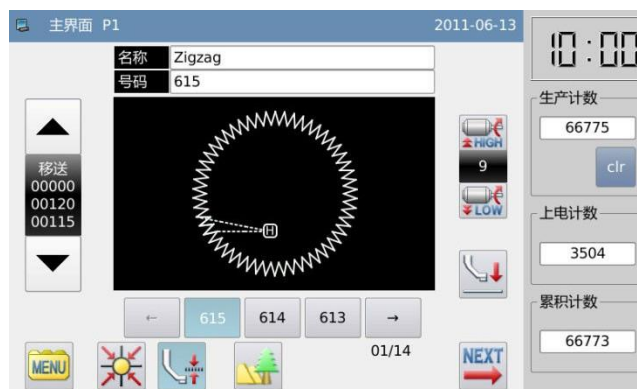 主界面 P1
2011-06-13
10:00
名称 Zigzag
号码 615
生产计数
66775
clr
移送
00000
00120
00115
HIGH
9
LOW
上电计数
3504
H
累积计数
66773
← 615 614 613 →
01/14
MENU
NEXT